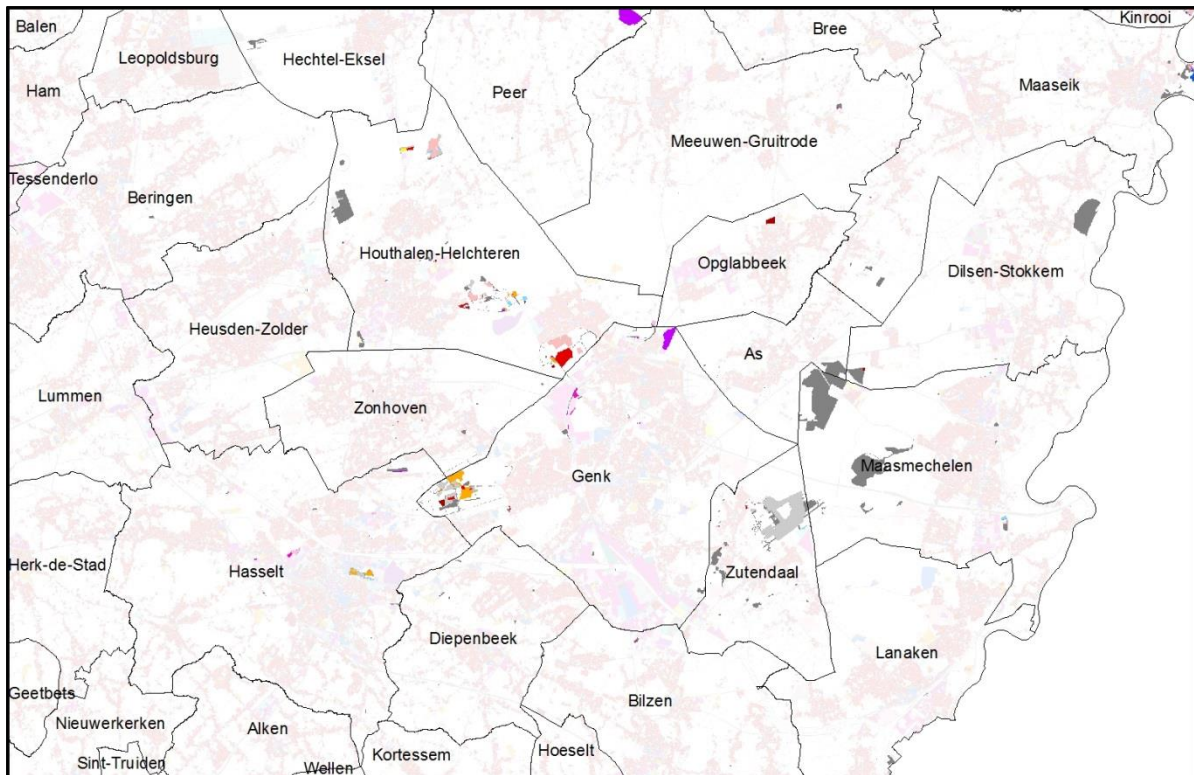 Balen
Kinrooi
Bree
Leopoldsburg
Hechtel-Eksel
Maaseik
Ham
Peer
Meeuwen-Gruitrode
Tessenderlo
Beringen
Houthalen-Helchteren
Opglabbeek
Dilsen-Stokkem
Heusden-Zolder
As
Lummen
Zonhoven
Maasmechelen
Genk
Herk-de-Stad
Hasselt
Zutendaal
Diepenbeek
Lanaken
Geetbets
Bilzen
Nieuwerkerken
Alken
Hoeselt
Kortessem
Sint-Truiden
Wellen